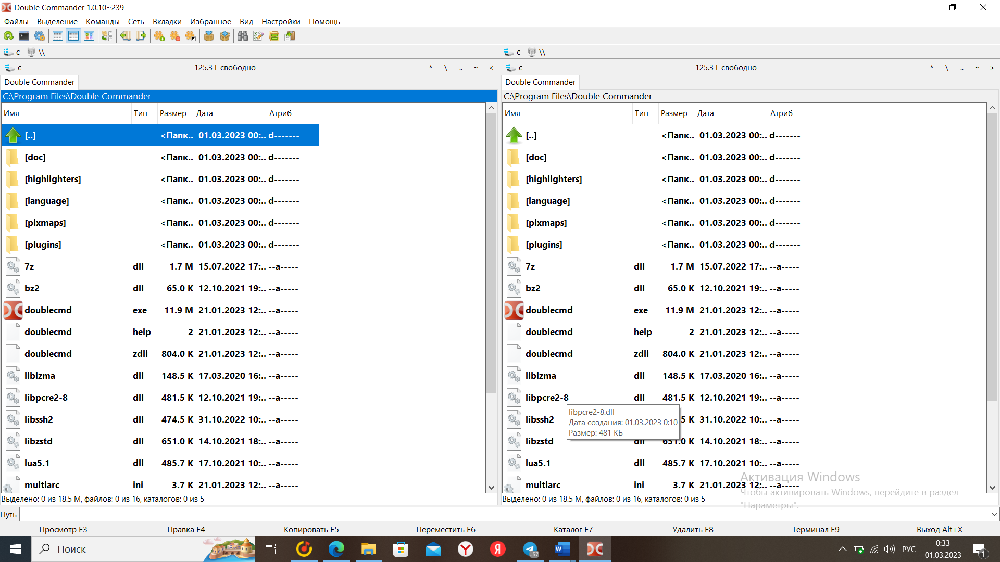 Double Commander 1.0.10~239
Файлы Выделение Команды Сеть Вкладки Избранное Вид Настройки Помощь
c \\
c \\
c 125.3 Г свободно * \ .. ~ <
c 125.3 Г свободно * \ .. ~ >
Double Commander
Double Commander
C:\Program Files\Double Commander
C:\Program Files\Double Commander
Имя Тип Размер Дата Атриб
[..] <Папк.. 01.03.2023 00:.. d-------
[doc] <Папк.. 01.03.2023 00:.. d-------
[highlighters] <Папк.. 01.03.2023 00:.. d-------
[language] <Папк.. 01.03.2023 00:.. d-------
[pixmaps] <Папк.. 01.03.2023 00:.. d-------
[plugins] <Папк.. 01.03.2023 00:.. d-------
7z dll 1.7 M 15.07.2022 17:.. --a-----
bz2 dll 65.0 K 12.10.2021 19:.. --a-----
doublecmd exe 11.9 M 21.01.2023 12:.. --a-----
doublecmd help 2 21.01.2023 12:.. --a-----
doublecmd zdli 804.0 K 21.01.2023 12:.. --a-----
liblzma dll 148.5 K 17.03.2020 16:.. --a-----
libpcre2-8 dll 481.5 K 12.10.2021 19:.. --a-----
libssh2 dll 474.5 K 31.10.2022 10:.. --a-----
libzstd dll 651.0 K 14.10.2021 18:.. --a-----
lua5.1 dll 485.7 K 17.10.2021 10:.. --a-----
multiarc ini 3.7 K 21.01.2023 12:.. --a-----
Выделено: 0 из 18.5 M, файлов: 0 из 16, каталогов: 0 из 5
Имя Тип Размер Дата Атриб
[..] <Папк.. 01.03.2023 00:.. d-------
[doc] <Папк.. 01.03.2023 00:.. d-------
[highlighters] <Папк.. 01.03.2023 00:.. d-------
[language] <Папк.. 01.03.2023 00:.. d-------
[pixmaps] <Папк.. 01.03.2023 00:.. d-------
[plugins] <Папк.. 01.03.2023 00:.. d-------
7z dll 1.7 M 15.07.2022 17:.. --a-----
bz2 dll 65.0 K 12.10.2021 19:.. --a-----
doublecmd exe 11.9 M 21.01.2023 12:.. --a-----
doublecmd help 2 21.01.2023 12:.. --a-----
doublecmd zdli 804.0 K 21.01.2023 12:.. --a-----
liblzma dll 148.5 K 17.03.2020 16:.. --a-----
libpcre2-8 dll 481.5 K 12.10.2021 19:.. --a-----
libpcre2-8.dll
Дата создания: 01.03.2023 0:10
Размер: 481 КБ
libssh2 .5 K 31.10.2022 10:.. --a-----
libzstd dll 651.0 K 14.10.2021 18:.. --a-----
lua5.1 dll 485.7 K 17.10.2021 10:.. --a-----
multiarc ini 3.7 K 21.01.2023 12:.. --a-----
Выделено: 0 из 18.5 M, файлов: 0 из 16, каталогов: 0 из 5
Активация Windows
Чтобы активировать Windows, перейдите в раздел
"Параметры".
Путь
Просмотр F3 Правка F4 Копировать F5 Переместить F6 Каталог F7 Удалить F8 Терминал F9 Выход Alt+X
Поиск
.57
РУС
0:33
01.03.2023
1